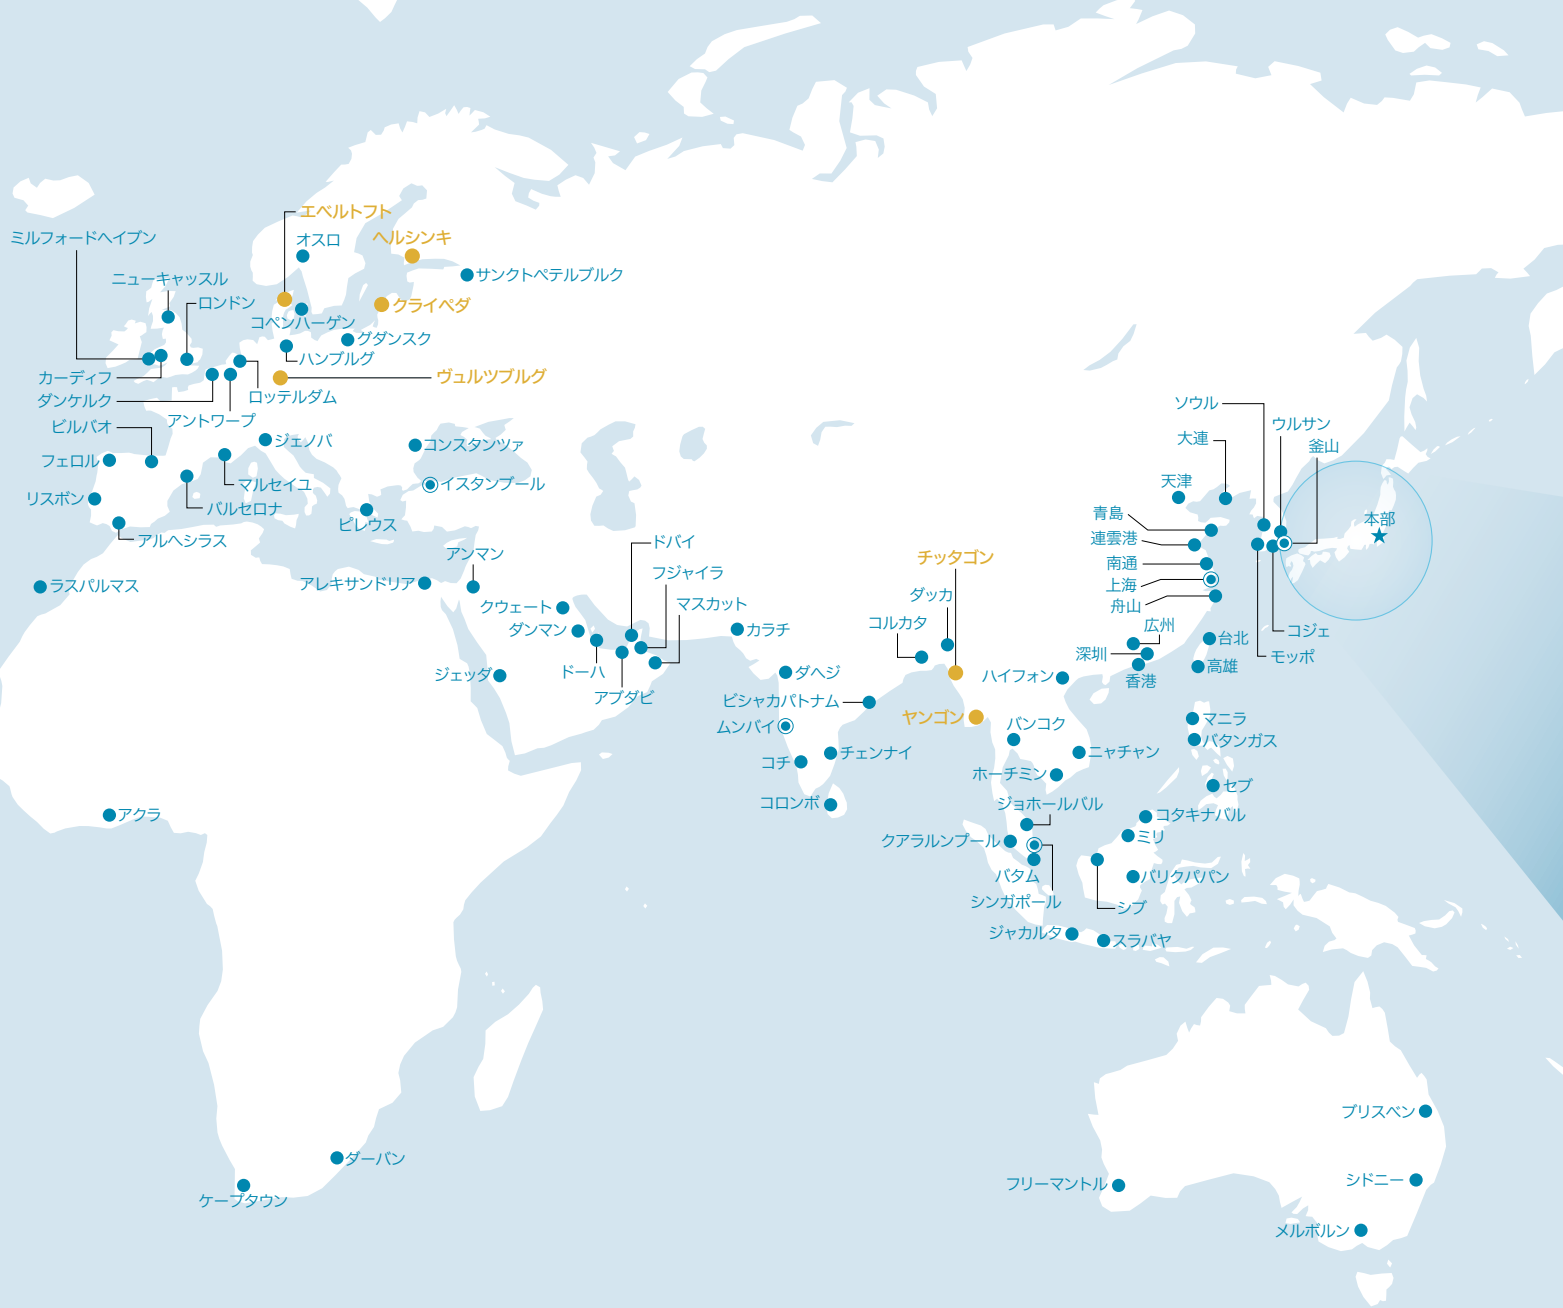 エベルトフト
ミルフォードヘイブン
オスロ
ヘルシンキ
サンクトペテルブルク
ニューキャッスル
ロンドン
クライペダ
コペンハーゲン
グダンスク
ハンブルグ
カーディフ
ヴュルツブルグ
ダンケルク
ロッテルダム
アントワープ
ビルバオ
ジェノバ
コンスタンツァ
フェロル
マルセイユ
イスタンブール
リスボン
バルセロナ
ピレウス
アルヘシラス
アンマン
ラスパルマス
アレキサンドリア
ドバイ
フジャイラ
マスカット
クウェート
ダンマン
カラチ
ジェッダ
ドーハ
アブダビ
チッタゴン
ダッカ
コルカタ
ダヘジ
ビシャカパトナム
ムンバイ
ヤンゴン
コチ
チェンナイ
コロンボ
ソウル
ウルサン
大連
釜山
天津
青島
本部
連雲港
南通
上海
舟山
広州
コジェ
台北
深圳
モッポ
高雄
香港
ハイフォン
バンコク
マニラ
バタンガス
ニャチャン
ホーチミン
セブ
ジョホールバル
コタキナバル
クアラルンプール
ミリ
バタム
バリクパパン
シンガポール
シブ
ジャカルタ
スラバヤ
アクラ
ダーバン
ケープタウン
ブリスベン
フリーマントル
シドニー
メルボルン